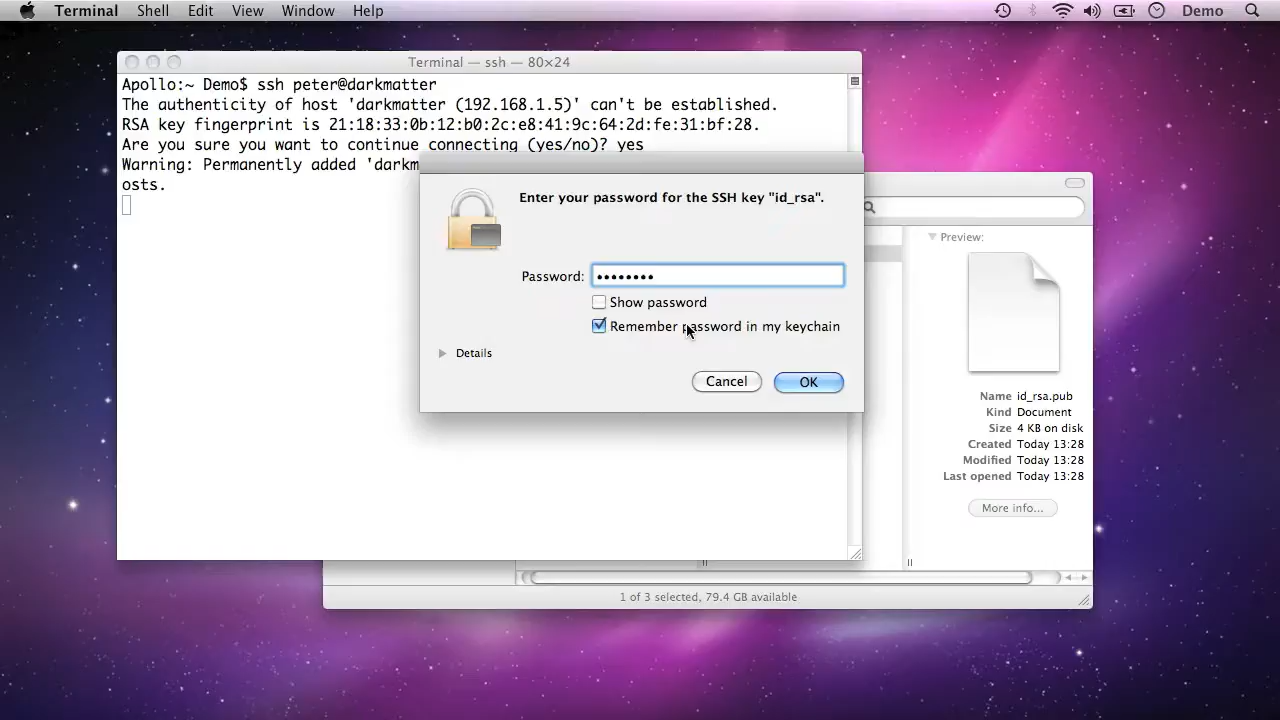 Terminal Shell Edit View Window Help Demo
Terminal — ssh — 80×24
Apollo:~ Demo$ ssh peter@darkmatter
The authenticity of host 'darkmatter (192.168.1.5)' can't be established.
RSA key fingerprint is 21:18:33:0b:12:b0:2c:e8:41:9c:64:2d:fe:31:bf:28.
Are you sure you want to continue connecting (yes/no)? yes
Warning: Permanently added 'darkm
osts.
Enter your password for the SSH key "id_rsa".
Password: ••••••••
Show password
Remember password in my keychain
Details
Cancel OK
Preview:
Name id_rsa.pub
Kind Document
Size 4 KB on disk
Created Today 13:28
Modified Today 13:28
Last opened Today 13:28
More info...
1 of 3 selected, 79.4 GB available